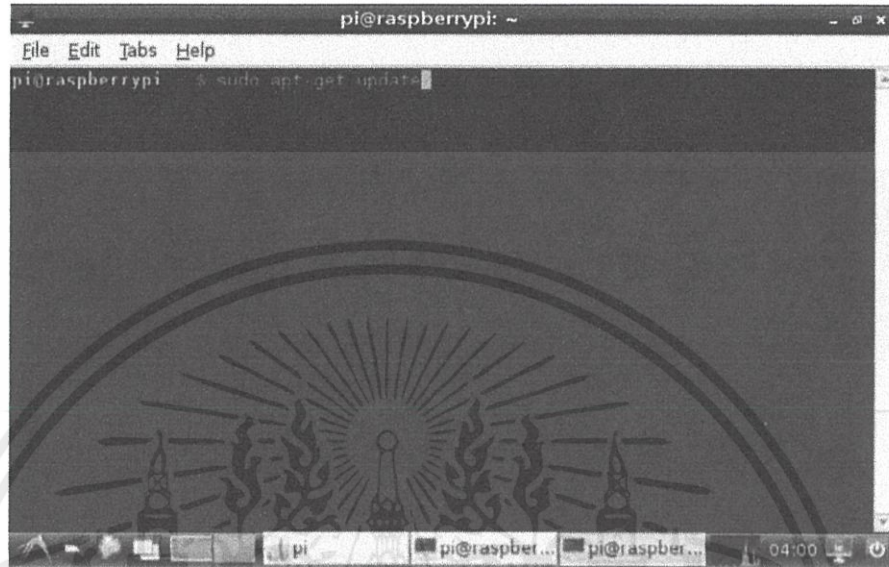 pi@raspberrypi: ~
File Edit Tabs Help
pi@raspberrypi $ sudo apt-get update
pi
pi@raspber...
pi@raspber...
04:00